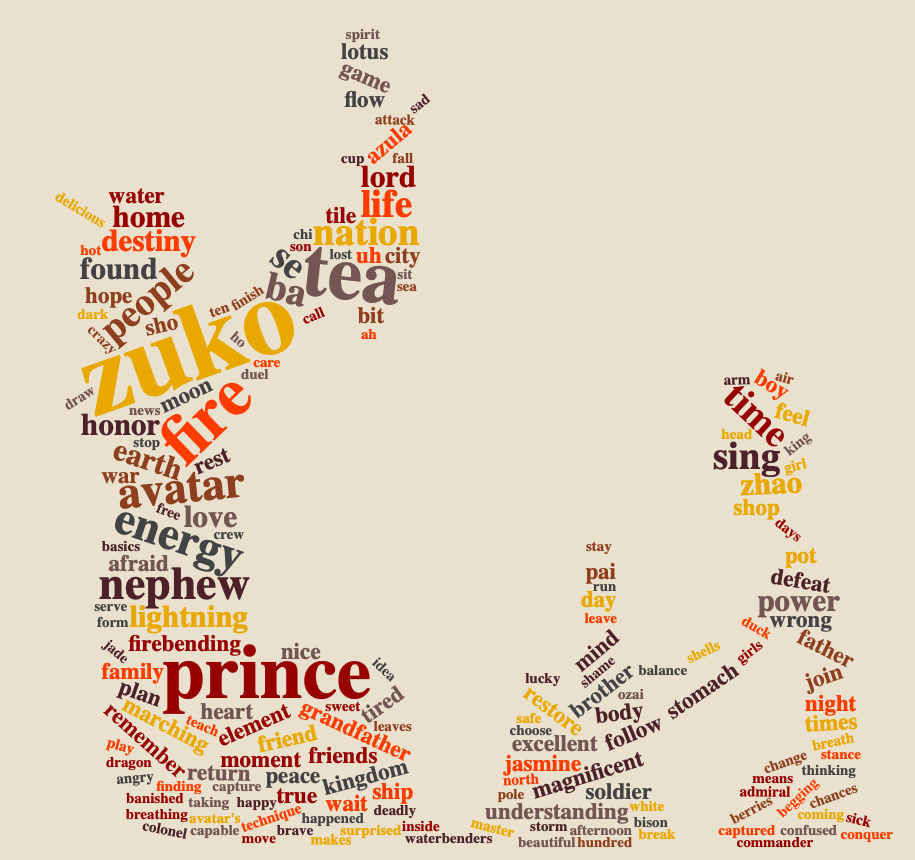 spirit
lotus
game
flow
sad
attack
azula
cup
fall
lord
life
tile
nation
chi
son
lost
uh
city
se
tea
sit
sea
ba
bit
call
ah
delicious
water
home
destiny
hot
found
people
hope
dark
crazy
sho
ten
finish
zuko
ho
care
duel
draw
moon
news
honor
fire
stop
earth
rest
war
avatar
free
love
energy
crew
basics
afraid
nephew
serve
lightning
form
firebending
jade
nice
idea
family
prince
plan
sweet
tired
heart
leaves
marching
teach
element
grandfather
remember
friend
play
moment
friends
dragon
angry
return
peace
kingdom
finding
capture
banished
taking
happy
true
wait
ship
deadly
breathing
avatar's
technique
happened
colonel
capable
brave
surprised
inside
move
makes
waterbenders
arm
boy
air
time
feel
head
king
sing
girl
zhao
shop
days
pot
defeat
power
wrong
duck
father
girls
join
night
times
breath
stance
change
thinking
means
admiral
begging
chances
berries
coming
sick
captured
confused
conquer
commander
stay
pai
run
day
leave
mind
shame
balance
shells
lucky
brother
ozai
stomach
restore
body
safe
choose
follow
excellent
jasmine
north
magnificent
pole
soldier
understanding
white
master
storm
bison
afternoon
break
beautiful
hundred